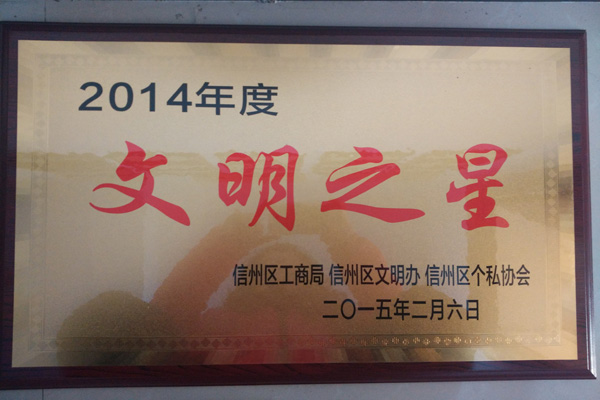 2014年度
文明之星
信州区工商局 信州区文明办 信州区个私协会
二〇一五年二月六日